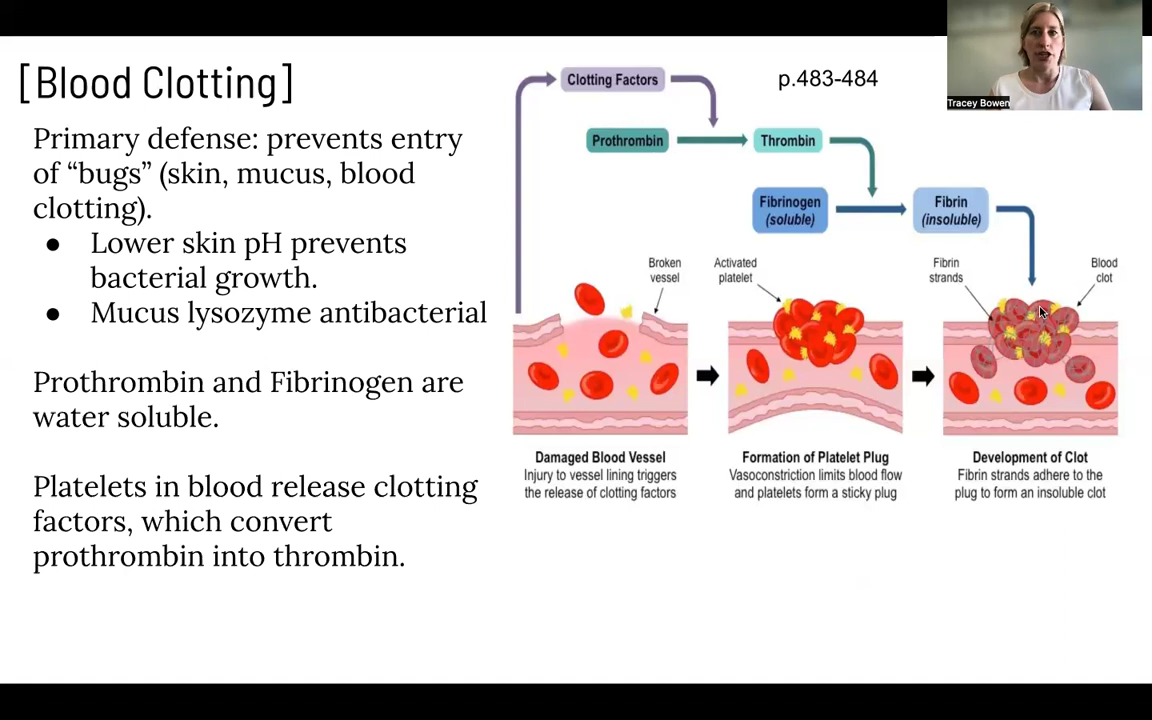 [Blood Clotting]
Primary defense: prevents entry
of “bugs” (skin, mucus, blood
clotting).
● Lower skin pH prevents
bacterial growth.
● Mucus lysozyme antibacterial
Prothrombin and Fibrinogen are
water soluble.
Platelets in blood release clotting
factors, which convert
prothrombin into thrombin.
p.483-484
Tracey Bowen
Clotting Factors
Prothrombin
Thrombin
Fibrinogen
(soluble)
Fibrin
(insoluble)
Broken
vessel
Activated
platelet
Fibrin
strands
Blood
clot
Damaged Blood Vessel
Injury to vessel lining triggers
the release of clotting factors
Formation of Platelet Plug
Vasoconstriction limits blood flow
and platelets form a sticky plug
Development of Clot
Fibrin strands adhere to the
plug to form an insoluble clot